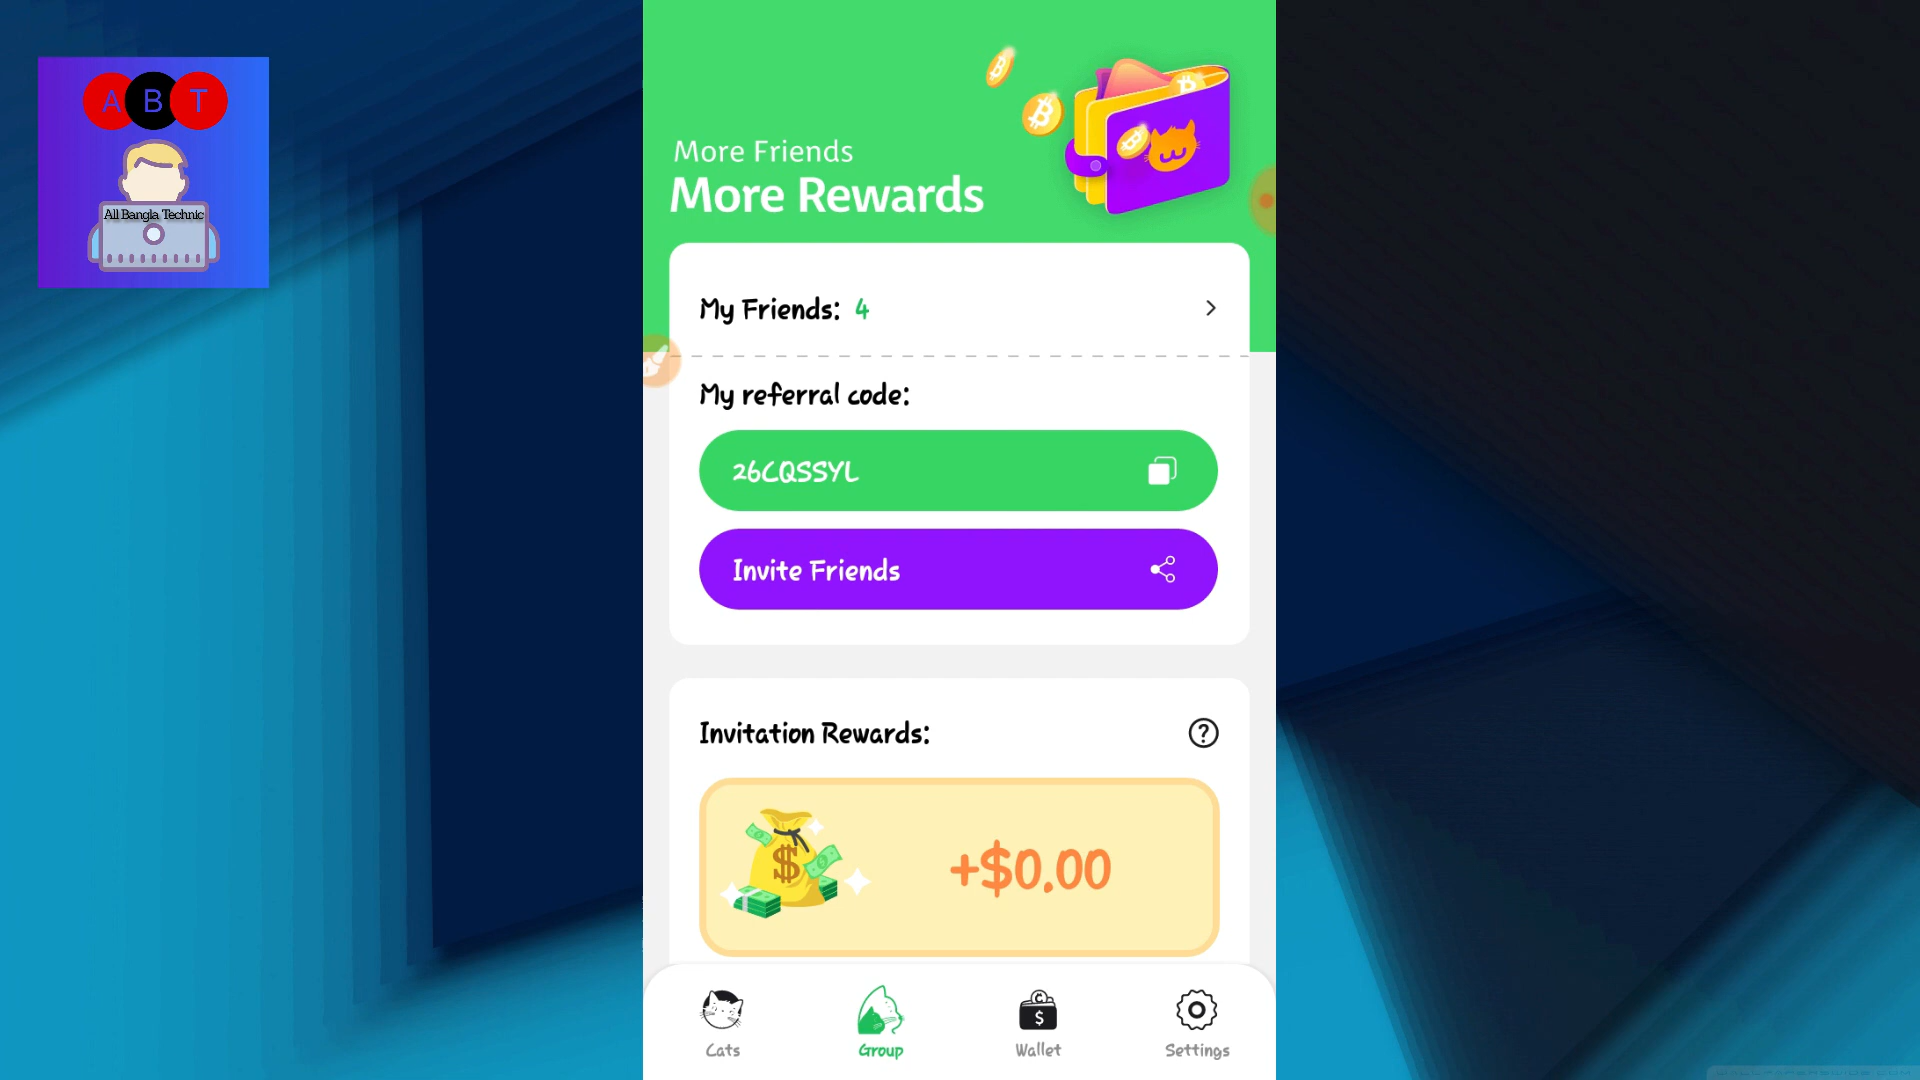 A B T
All Bangla Technic
More Friends
More Rewards
My Friends: 4
My referral code:
26CQSSYL
Invite Friends
Invitation Rewards:
+$0.00
Cats
Group
Wallet
Settings